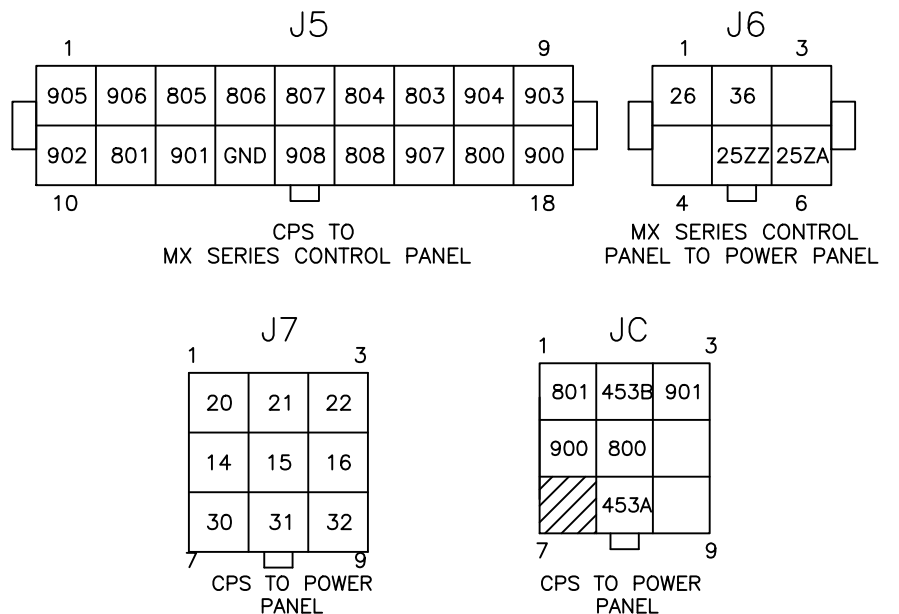 J5
1 9
905 906 805 806 807 804 803 904 903
902 801 901 GND 908 808 907 800 900
10 18
CPS TO
MX SERIES CONTROL PANEL
J6
1 3
26 36
25ZZ 25ZA
4 6
MX SERIES CONTROL
PANEL TO POWER PANEL
J7
1 3
20 21 22
14 15 16
30 31 32
7 9
CPS TO POWER
PANEL
JC
1 3
801 453B 901
900 800
453A
7 9
CPS TO POWER
PANEL